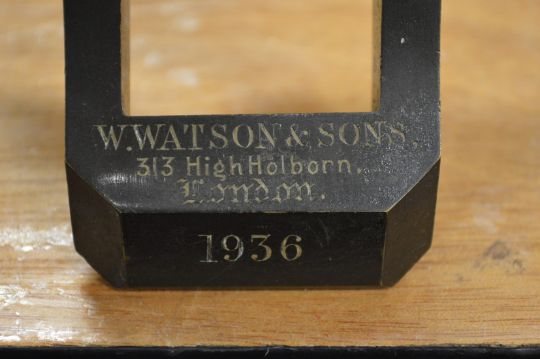 W. WATSON & SONS,
313 High Holborn,
London.
1936